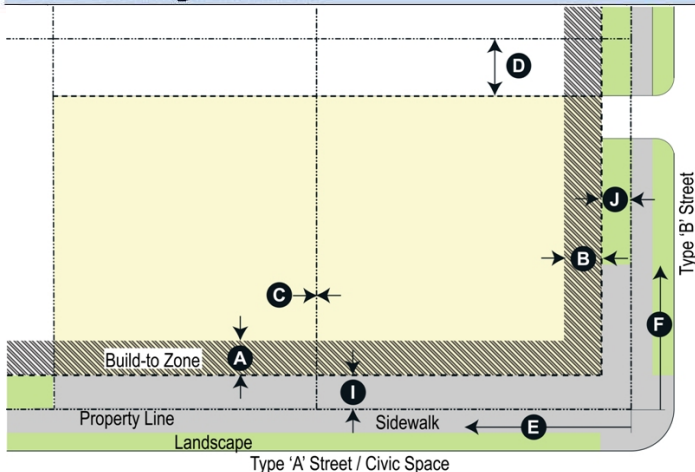 D
J
Type 'B' Street
B
C
F
Build-to Zone
A
I
Property Line
Sidewalk
E
Landscape
Type 'A' Street / Civic Space